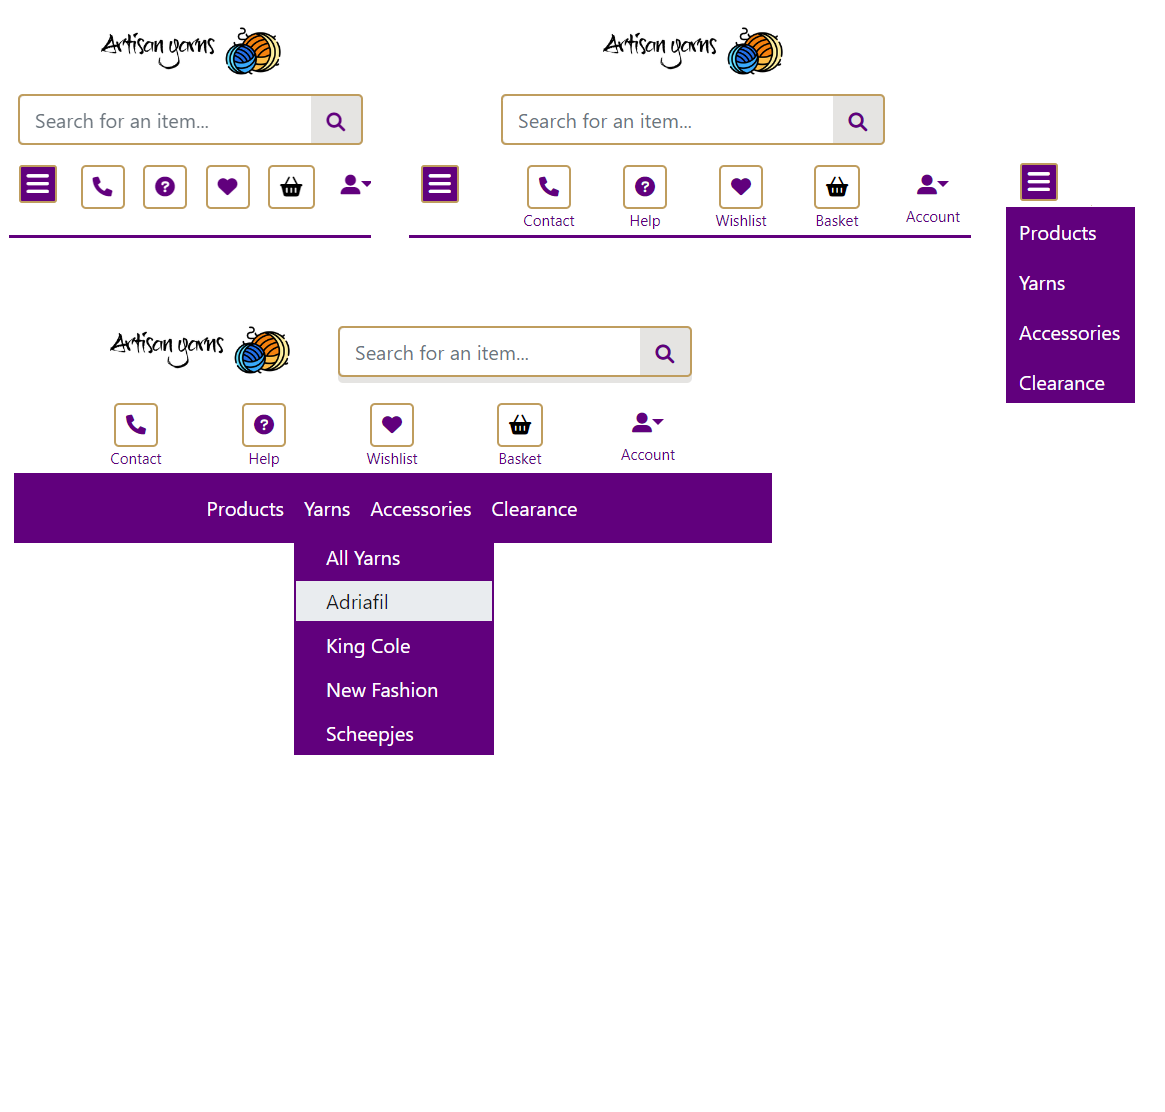 Artisan yarns
Search for an item...
Artisan yarns
Search for an item...
Contact
Help
Wishlist
Basket
Account
Products
Yarns
Accessories
Clearance
Artisan yarns
Search for an item...
Contact
Help
Wishlist
Basket
Account
Products Yarns Accessories Clearance
All Yarns
Adriafil
King Cole
New Fashion
Scheepjes